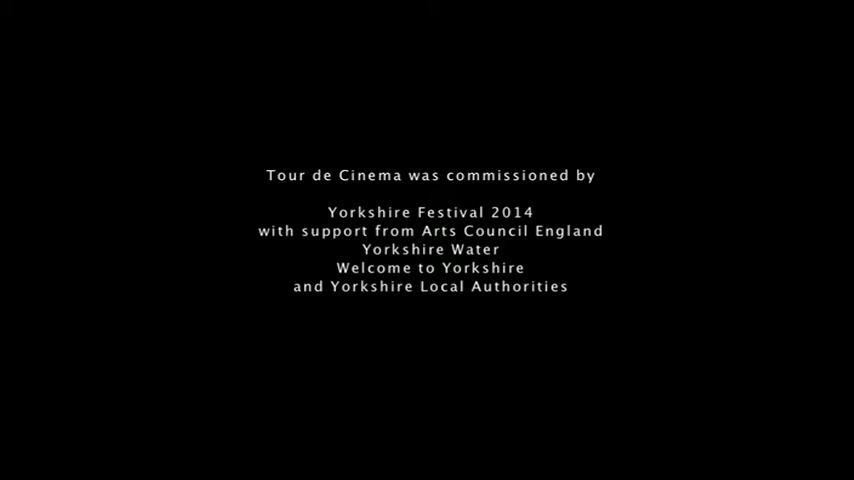 Tour de Cinema was commissioned by
Yorkshire Festival 2014
with support from Arts Council England
Yorkshire Water
Welcome to Yorkshire
and Yorkshire Local Authorities